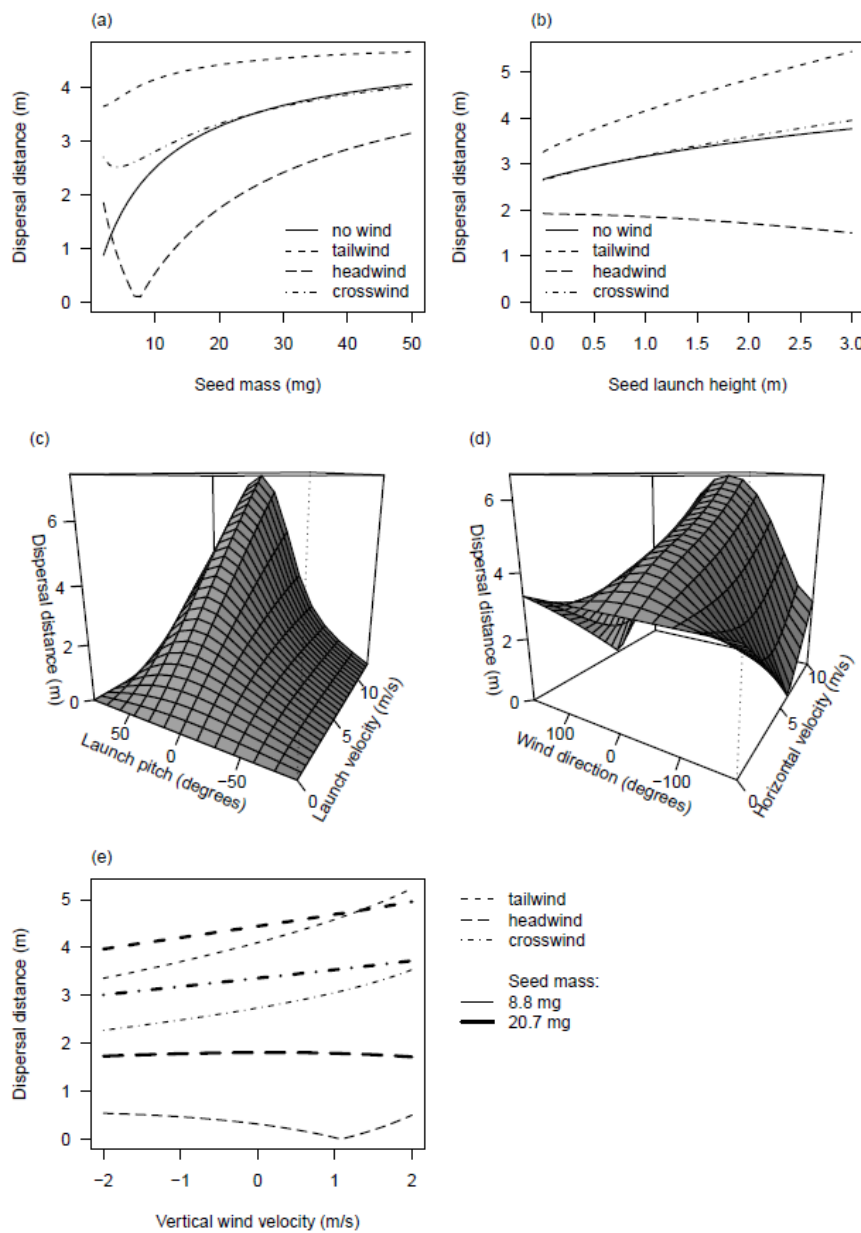 (a)
Dispersal distance (m)
4
3
2
1
0
no wind
tailwind
headwind
crosswind
10 20 30 40 50
Seed mass (mg)
(b)
Dispersal distance (m)
5
4
3
2
1
0
no wind
tailwind
headwind
crosswind
0.0 0.5 1.0 1.5 2.0 2.5 3.0
Seed launch height (m)
(c)
Dispersal distance (m)
6
4
2
0
50
0
−50
Launch pitch (degrees)
0
5
10
Launch velocity (m/s)
(d)
Dispersal distance (m)
6
4
2
0
100
0
−100
Wind direction (degrees)
0
5
10
Horizontal velocity (m/s)
(e)
Dispersal distance (m)
5
4
3
2
1
0
−2 −1 0 1 2
Vertical wind velocity (m/s)
tailwind
headwind
crosswind
Seed mass:
8.8 mg
20.7 mg